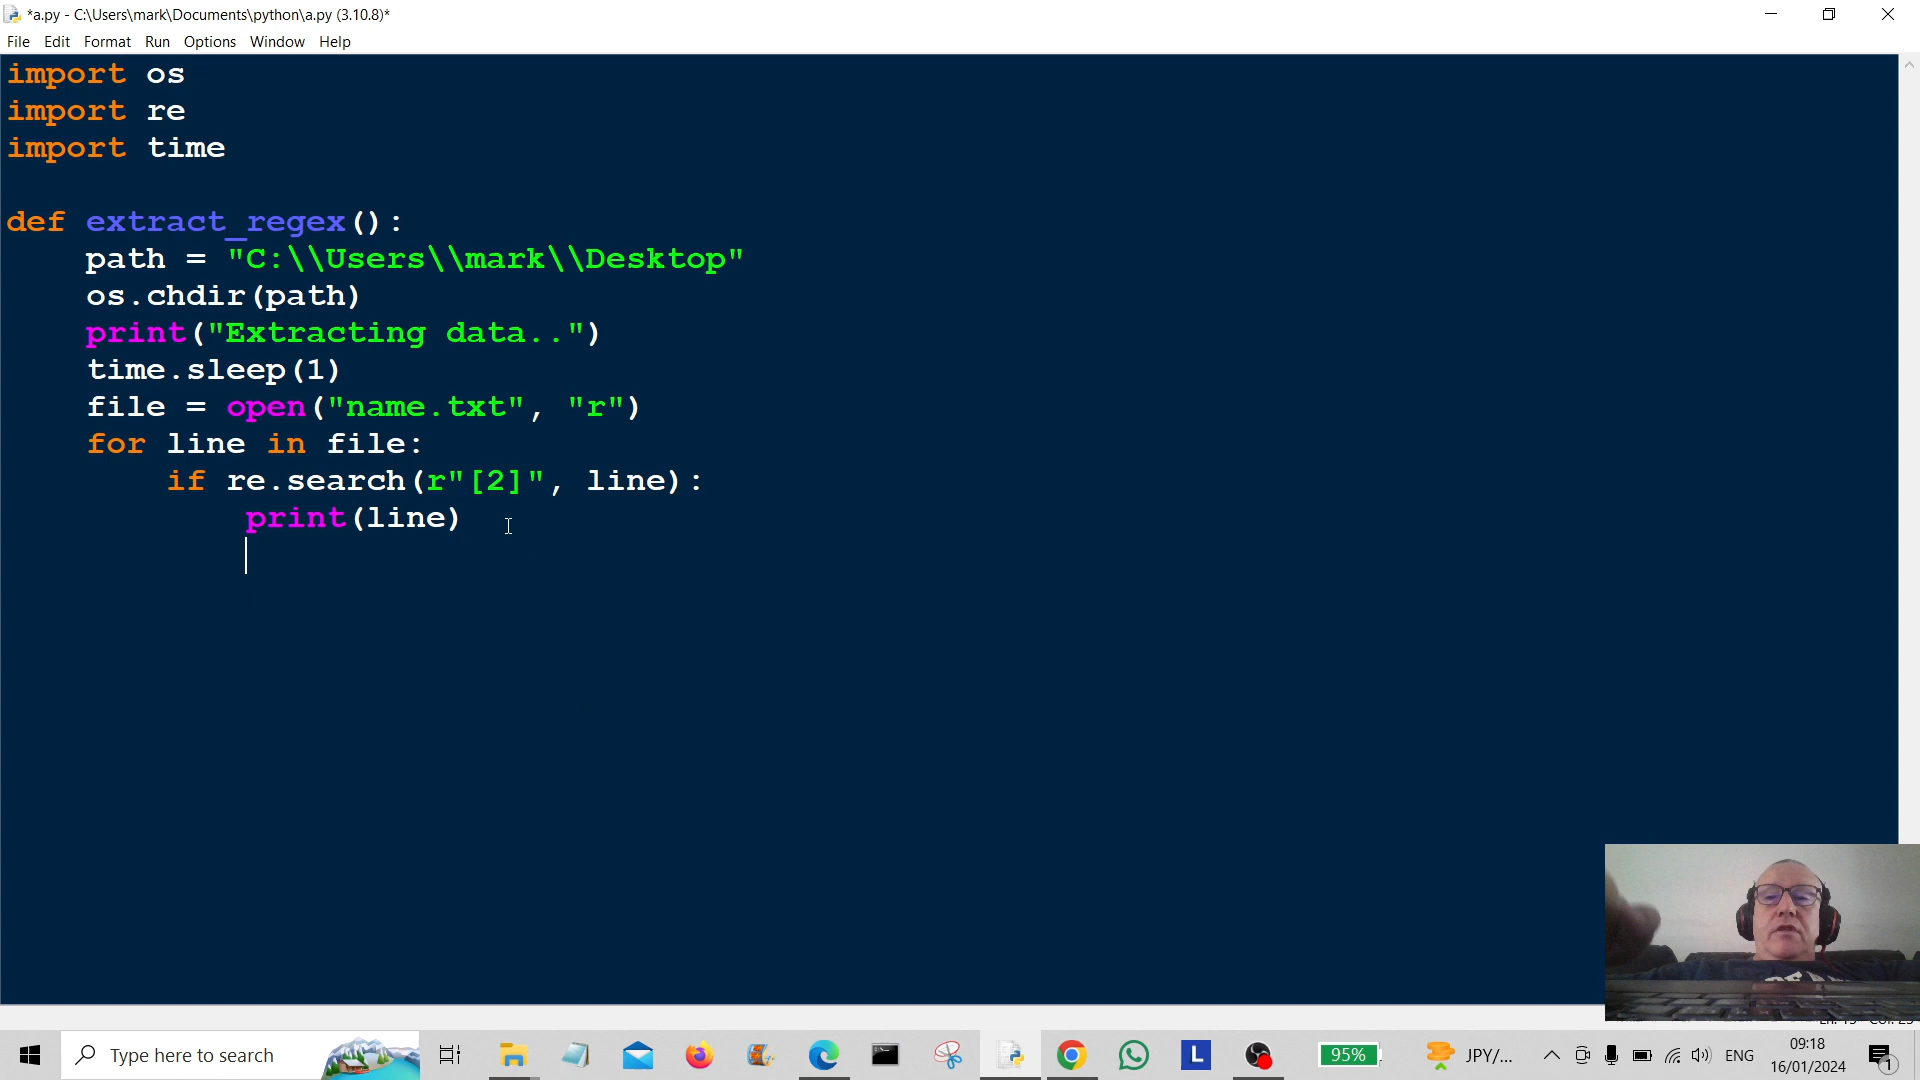 *a.py - C:\Users\mark\Documents\python\a.py (3.10.8)*
File Edit Format Run Options Window Help
import os
import re
import time
def extract_regex():
    path = "C:\\Users\\mark\\Desktop"
    os.chdir(path)
    print("Extracting data..")
    time.sleep(1)
    file = open("name.txt", "r")
    for line in file:
        if re.search(r"[2]", line):
            print(line)
Type here to search
L
95%
JPY/...
ENG
09:18
16/01/2024
1